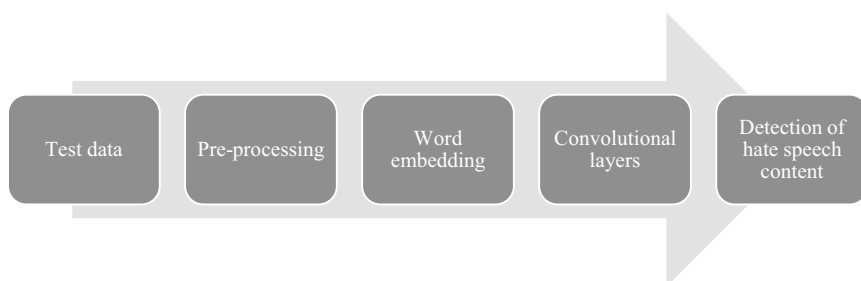 Test data
Pre-processing
Word
embedding
Convolutional
layers
Detection of
hate speech
content